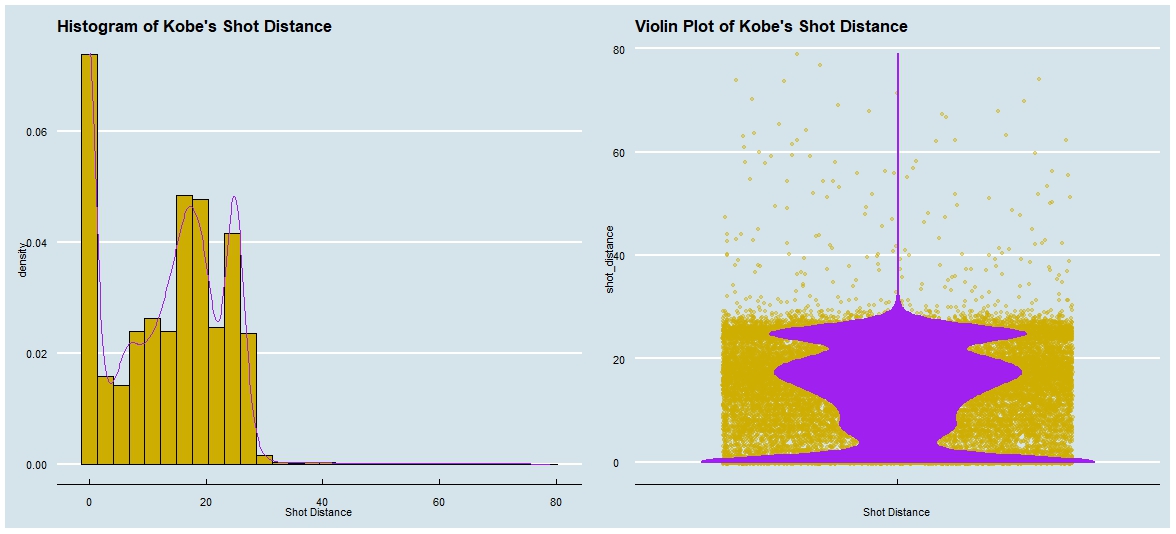 Histogram of Kobe's Shot Distance
0.06
0.04
0.02
0.00
density
0 20 40 60 80
Shot Distance
Violin Plot of Kobe's Shot Distance
80
60
40
20
0
shot_distance
Shot Distance